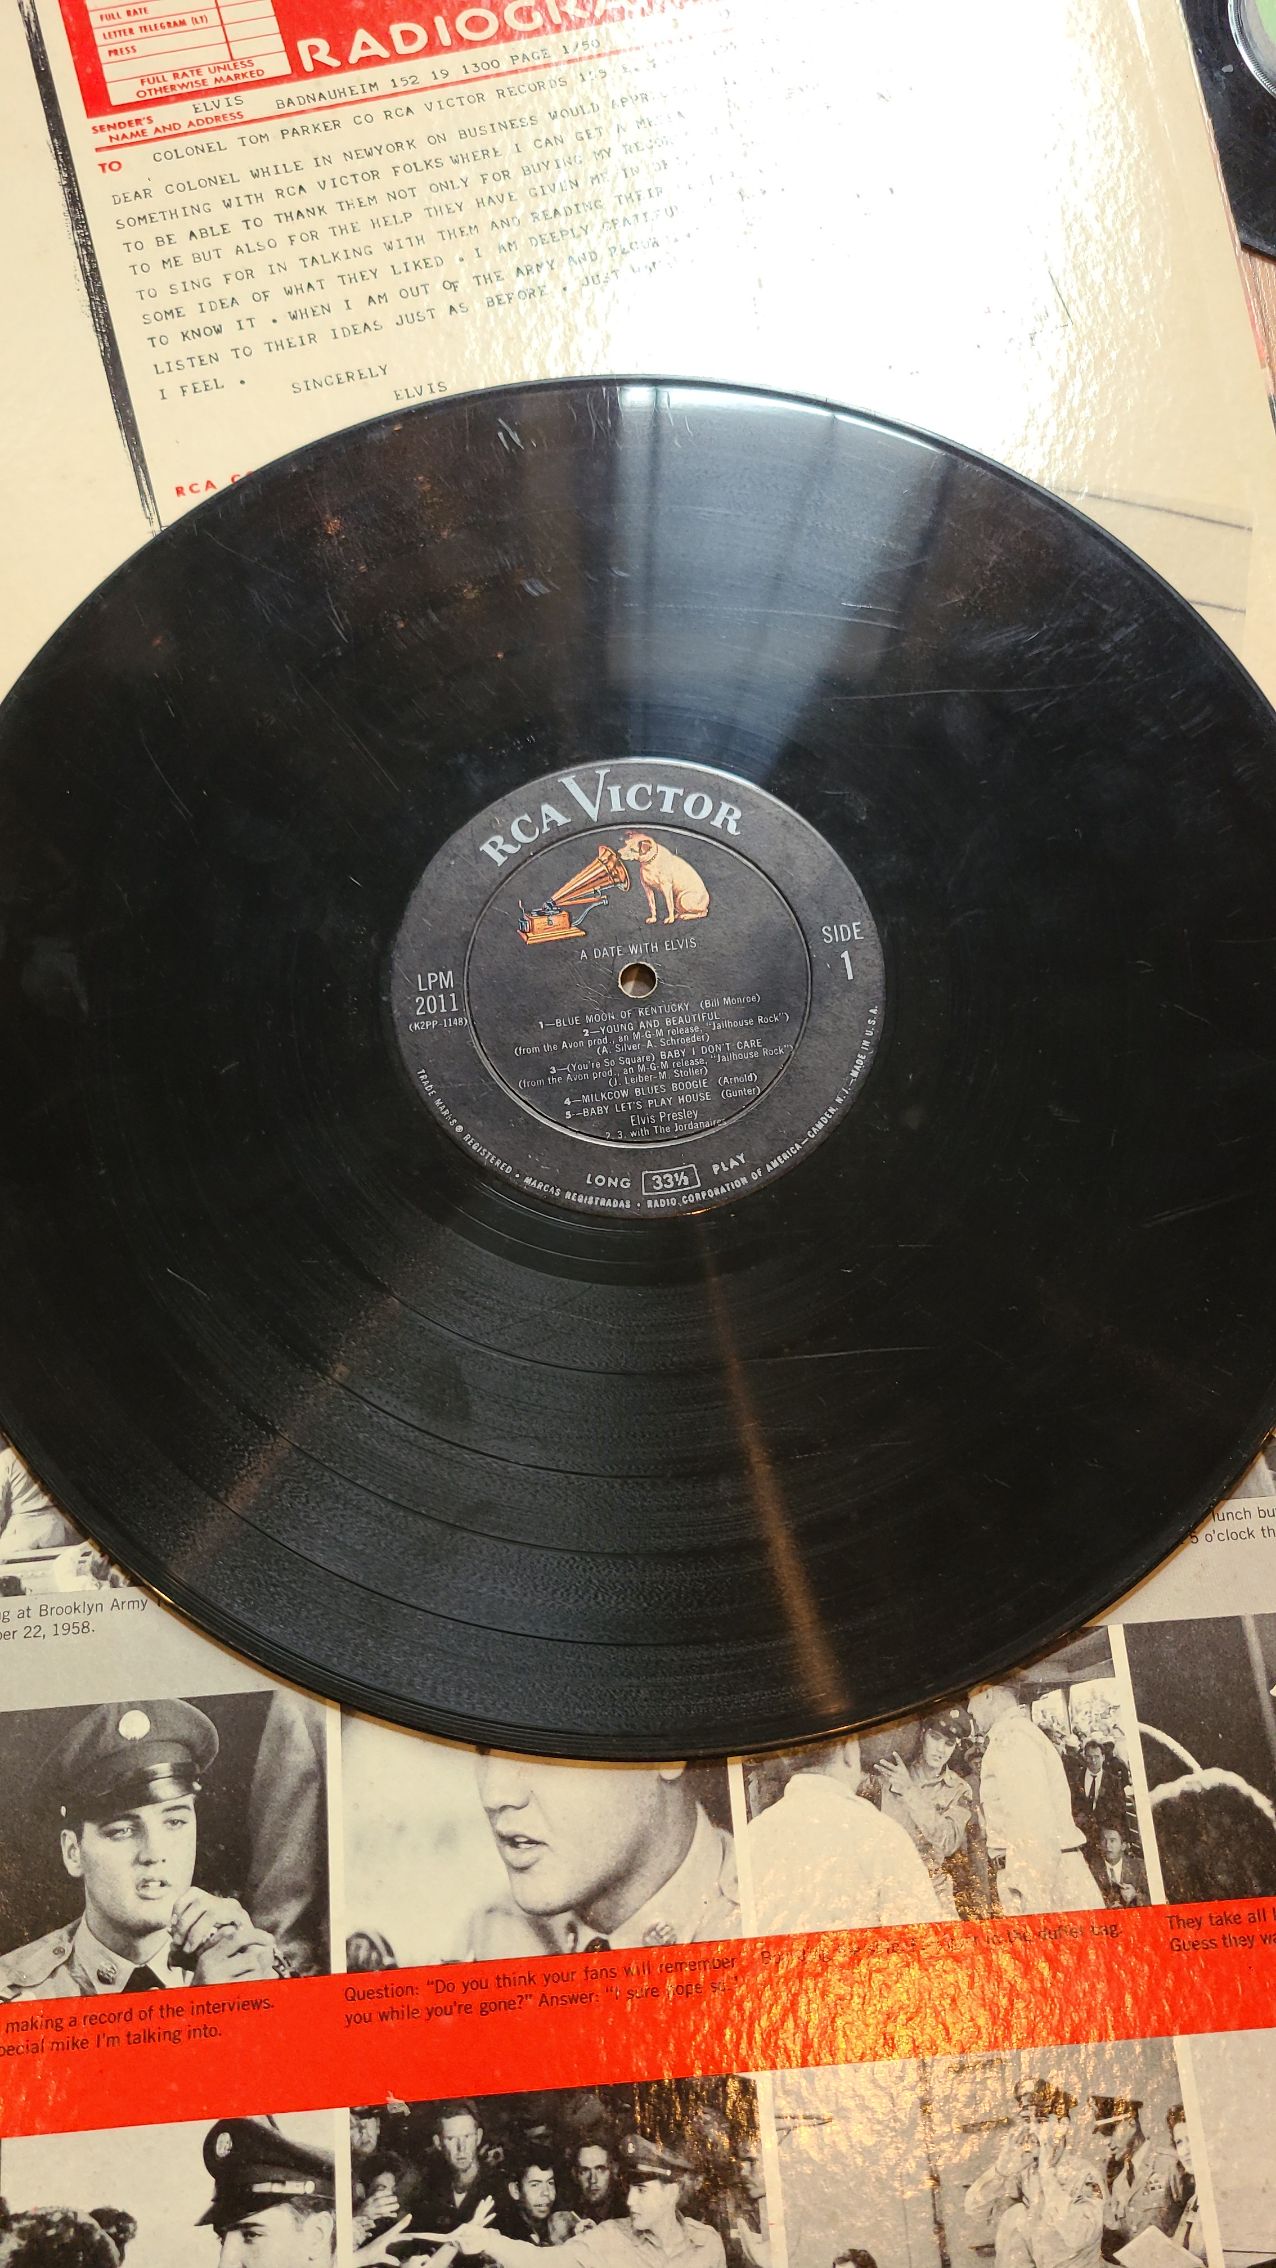 FULL RATE
LETTER TELEGRAM (LT)
PRESS
FULL RATE UNLESS
OTHERWISE MARKED
RADIOGRA
ELVIS BADNAUHEIM 152 19 1300 PAGE 1/50
SENDER'S
NAME AND ADDRESS
TO COLONEL TOM PARKER CO RCA VICTOR RECORDS
DEAR COLONEL WHILE IN NEWYORK ON BUSINESS WOULD
SOMETHING WITH RCA VICTOR FOLKS WHERE I CAN GET A
TO BE ABLE TO THANK THEM NOT ONLY FOR BUYING MY
TO ME BUT ALSO FOR THE HELP THEY HAVE GIVEN ME IN
TO SING FOR IN TALKING WITH THEM AND READING THEIR
SOME IDEA OF WHAT THEY LIKED • I AM DEEPLY
TO KNOW IT • WHEN I AM OUT OF THE ARMY AND
LISTEN TO THEIR IDEAS JUST AS BEFORE • JUST
I FEEL • SINCERELY
ELVIS
RCA
RCA VICTOR
A DATE WITH ELVIS
SIDE
1
LPM
2011
(K2PP-1148)
1—BLUE MOON OF KENTUCKY (Bill Monroe)
2—YOUNG AND BEAUTIFUL
(from the Avon prod., an M-G-M release, "Jailhouse Rock")
(A. Silver-A. Schroeder)
3—(You're So Square) BABY I DON'T CARE
(from the Avon prod., an M-G-M release, "Jailhouse Rock")
(J. Leiber-M. Stoller)
4—MILKCOW BLUES BOOGIE (Arnold)
5—BABY LET'S PLAY HOUSE (Gunter)
Elvis Presley
2, 3, with The Jordanaires
LONG 33⅓ PLAY
TRADE MARKS ® REGISTERED • MARCAS REGISTRADAS • RADIO CORPORATION OF AMERICA—CAMDEN, N.J.—MADE IN U.S.A.
lunch bu
5 o'clock th
g at Brooklyn Army
er 22, 1958.
making a record of the interviews.
pecial mike I'm talking into.
Question: "Do you think your fans will remember
you while you're gone?" Answer: "I sure hope so."
duffel bag.
They take all
Guess they wa